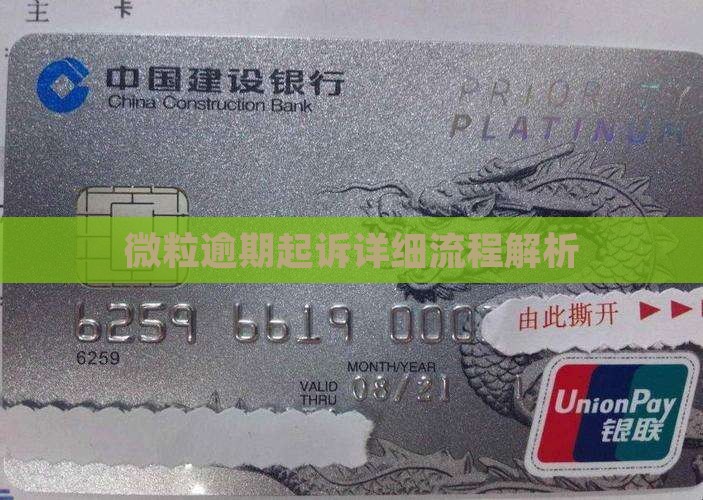 主 卡
中国建设银行
China Construction Bank
PRIORITY
PLATINUM
微粒逾期起诉详细流程解析
6259 6619 000
由此撕开
6259
MONTH/YEAR
VALID THRU 08/21
UnionPay
银联